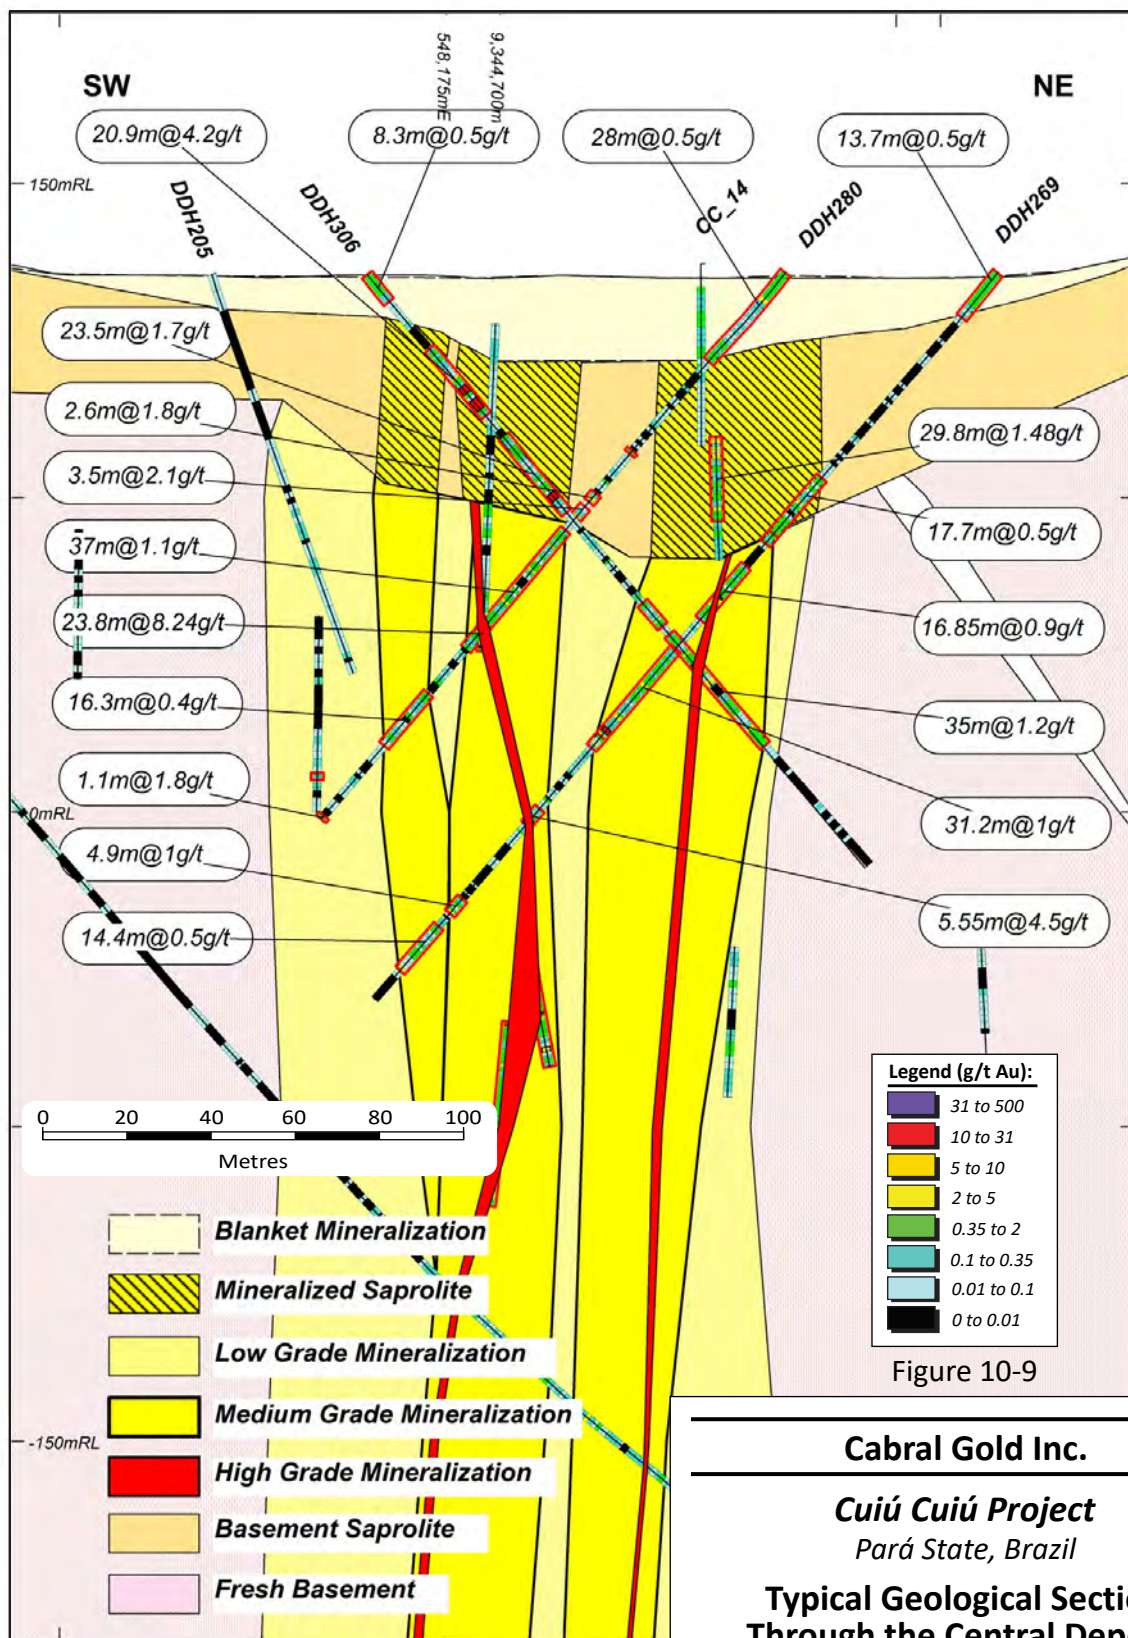 548,175mE
9,344,700m
SW
NE
20.9m@4.2g/t
8.3m@0.5g/t
28m@0.5g/t
13.7m@0.5g/t
150mRL
DDH205
DDH306
CC_14
DDH280
DDH269
23.5m@1.7g/t
2.6m@1.8g/t
29.8m@1.48g/t
3.5m@2.1g/t
17.7m@0.5g/t
37m@1.1g/t
23.8m@8.24g/t
16.85m@0.9g/t
16.3m@0.4g/t
35m@1.2g/t
1.1m@1.8g/t
0mRL
31.2m@1g/t
4.9m@1g/t
5.55m@4.5g/t
14.4m@0.5g/t
Legend (g/t Au):
31 to 500
10 to 31
5 to 10
2 to 5
0.35 to 2
0.1 to 0.35
0.01 to 0.1
0 to 0.01
0 20 40 60 80 100
Metres
Blanket Mineralization
Mineralized Saprolite
Low Grade Mineralization
Medium Grade Mineralization
-150mRL
High Grade Mineralization
Basement Saprolite
Fresh Basement
Figure 10-9
Cabral Gold Inc.
Cuiú Cuiú Project
Pará State, Brazil
Typical Geological Secti
Through the Central Dep